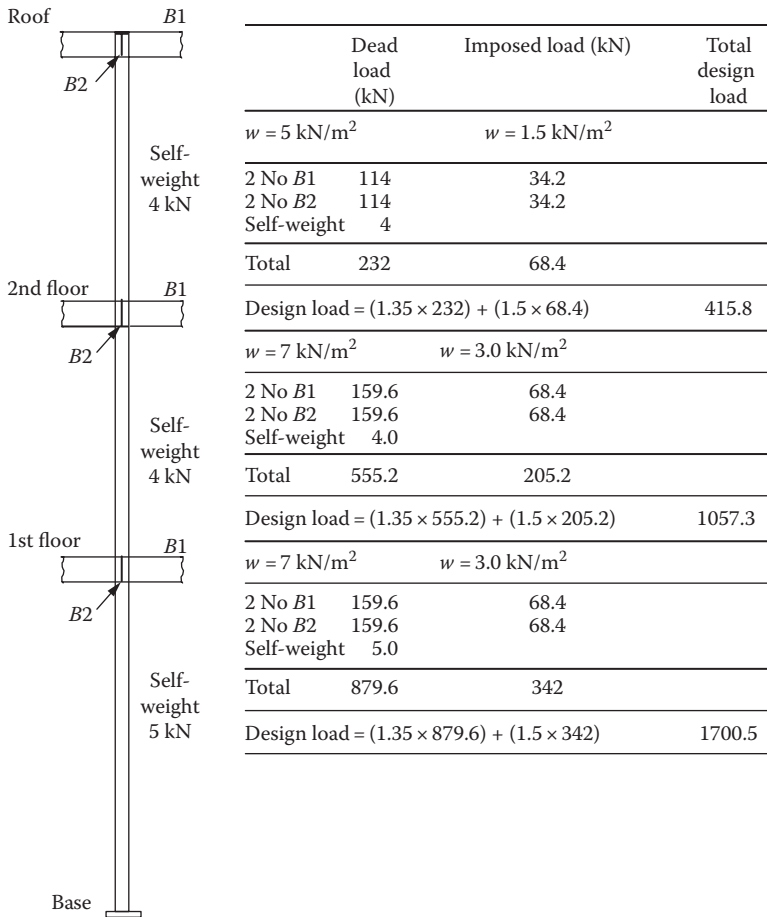 Roof B1
B2
Self-
weight
4 kN
2nd floor B1
B2
Self-
weight
4 kN
1st floor B1
B2
Self-
weight
5 kN
Base
Dead load (kN) Imposed load (kN) Total design load
w = 5 kN/m² w = 1.5 kN/m²
2 No B1 114 34.2
2 No B2 114 34.2
Self-weight 4
Total 232 68.4
Design load = (1.35 × 232) + (1.5 × 68.4) 415.8
w = 7 kN/m² w = 3.0 kN/m²
2 No B1 159.6 68.4
2 No B2 159.6 68.4
Self-weight 4.0
Total 555.2 205.2
Design load = (1.35 × 555.2) + (1.5 × 205.2) 1057.3
w = 7 kN/m² w = 3.0 kN/m²
2 No B1 159.6 68.4
2 No B2 159.6 68.4
Self-weight 5.0
Total 879.6 342
Design load = (1.35 × 879.6) + (1.5 × 342) 1700.5